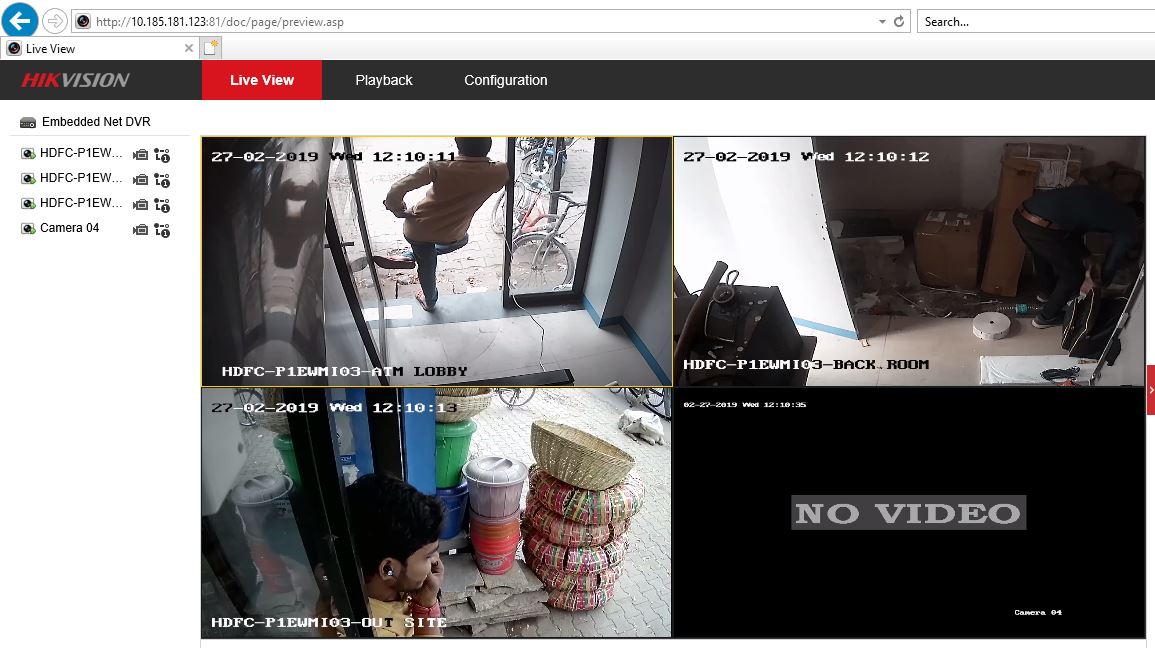 http://10.185.181.123:81/doc/page/preview.asp
Search...
Live View
HIKVISION
Live View
Playback
Configuration
Embedded Net DVR
HDFC-P1EW...
HDFC-P1EW...
HDFC-P1EW...
Camera 04
27-02-2019 Wed 12:10:11
HDFC-P1EWMI03-ATM LOBBY
27-02-2019 Wed 12:10:12
HDFC-P1EWMI03-BACK ROOM
27-02-2019 Wed 12:10:13
HDFC-P1EWMI03-OUT SITE
02-27-2019 Wed 12:10:35
NO VIDEO
Camera 04